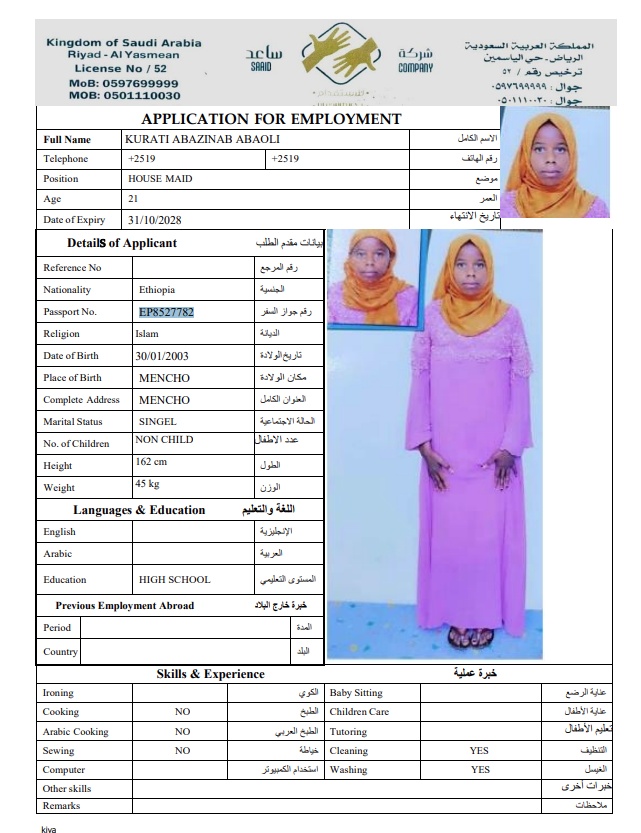 Kingdom of Saudi Arabia
Riyad - Al Yasmean
License No / 52
MoB: 0597699999
MOB: 0501110030
ساعد
SAAID
شركة
COMPANY
للإستقدام
المملكة العربية السعودية
الرياض - حي الياسمين
ترخيص رقم / ٥٢
جوال : ٠٥٩٧٦٩٩٩٩٩
جوال : ٠٥٠١١١٠٠٣٠
APPLICATION FOR EMPLOYMENT
Full Name KURATI ABAZINAB ABAOLI الاسم الكامل
Telephone +2519 +2519 رقم الهاتف
Position HOUSE MAID موضع
Age 21 العمر
Date of Expiry 31/10/2028 تاريخ الانتهاء
Details of Applicant بيانات مقدم الطلب
Reference No رقم المرجع
Nationality Ethiopia الجنسية
Passport No. EP8527782 رقم جواز السفر
Religion Islam الديانة
Date of Birth 30/01/2003 تاريخ الولادة
Place of Birth MENCHO مكان الولادة
Complete Address MENCHO العنوان الكامل
Marital Status SINGEL الحالة الاجتماعية
No. of Children NON CHILD عدد الاطفال
Height 162 cm الطول
Weight 45 kg الوزن
Languages & Education اللغة والتعليم
English الإنجليزية
Arabic العربية
Education HIGH SCHOOL المستوى التعليمي
Previous Employment Abroad خبرة خارج البلاد
Period المدة
Country البلد
Skills & Experience خبرة عملية
Ironing الكوي Baby Sitting عناية الرضع
Cooking NO الطبخ Children Care عناية الأطفال
Arabic Cooking NO الطبخ العربي Tutoring تعليم الأطفال
Sewing NO خياطة Cleaning YES التنظيف
Computer استخدام الكمبيوتر Washing YES الغسيل
Other skills خبرات أخرى
Remarks ملاحظات
kiya